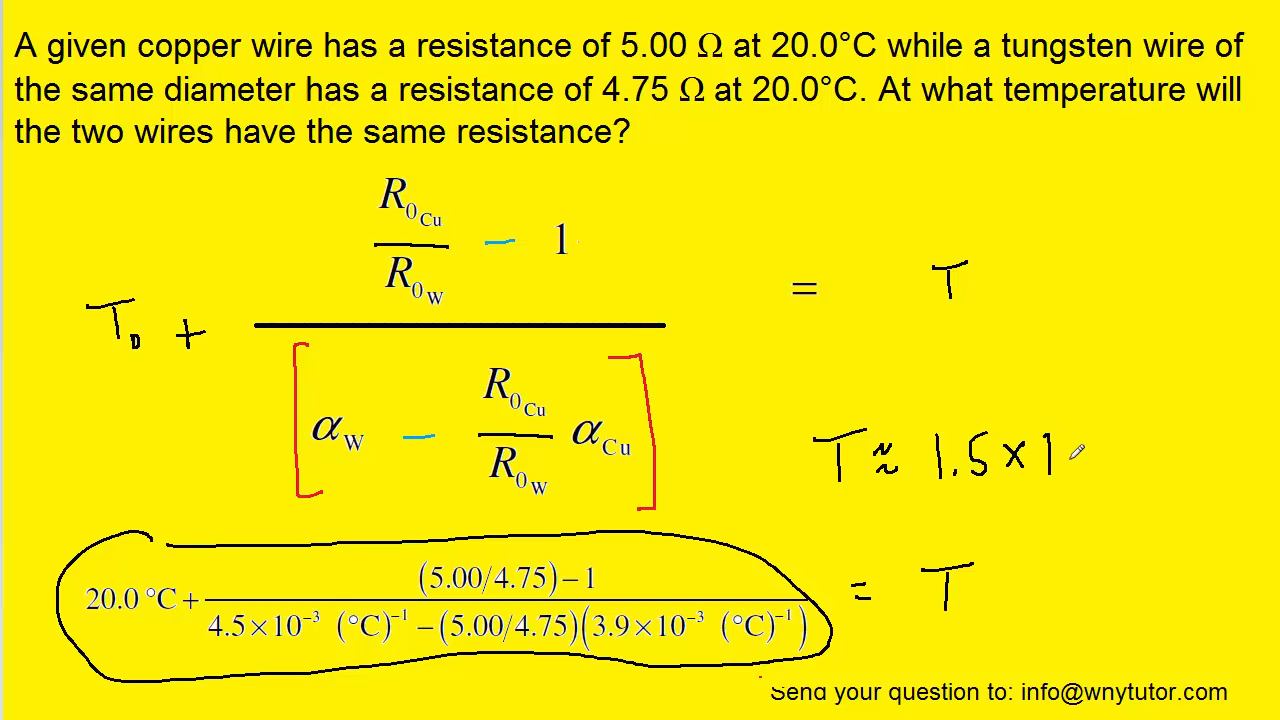 A given copper wire has a resistance of 5.00 Ω at 20.0°C while a tungsten wire of
the same diameter has a resistance of 4.75 Ω at 20.0°C. At what temperature will
the two wires have the same resistance?
T₀ + (R₀Cu / R₀W − 1) / [αW − (R₀Cu / R₀W) αCu] = T
T ≈ 1.5 × 1
20.0 °C + ((5.00/4.75) − 1) / (4.5×10⁻³ (°C)⁻¹ − (5.00/4.75)(3.9×10⁻³ (°C)⁻¹)) = T
Send your question to: info@wnytutor.com